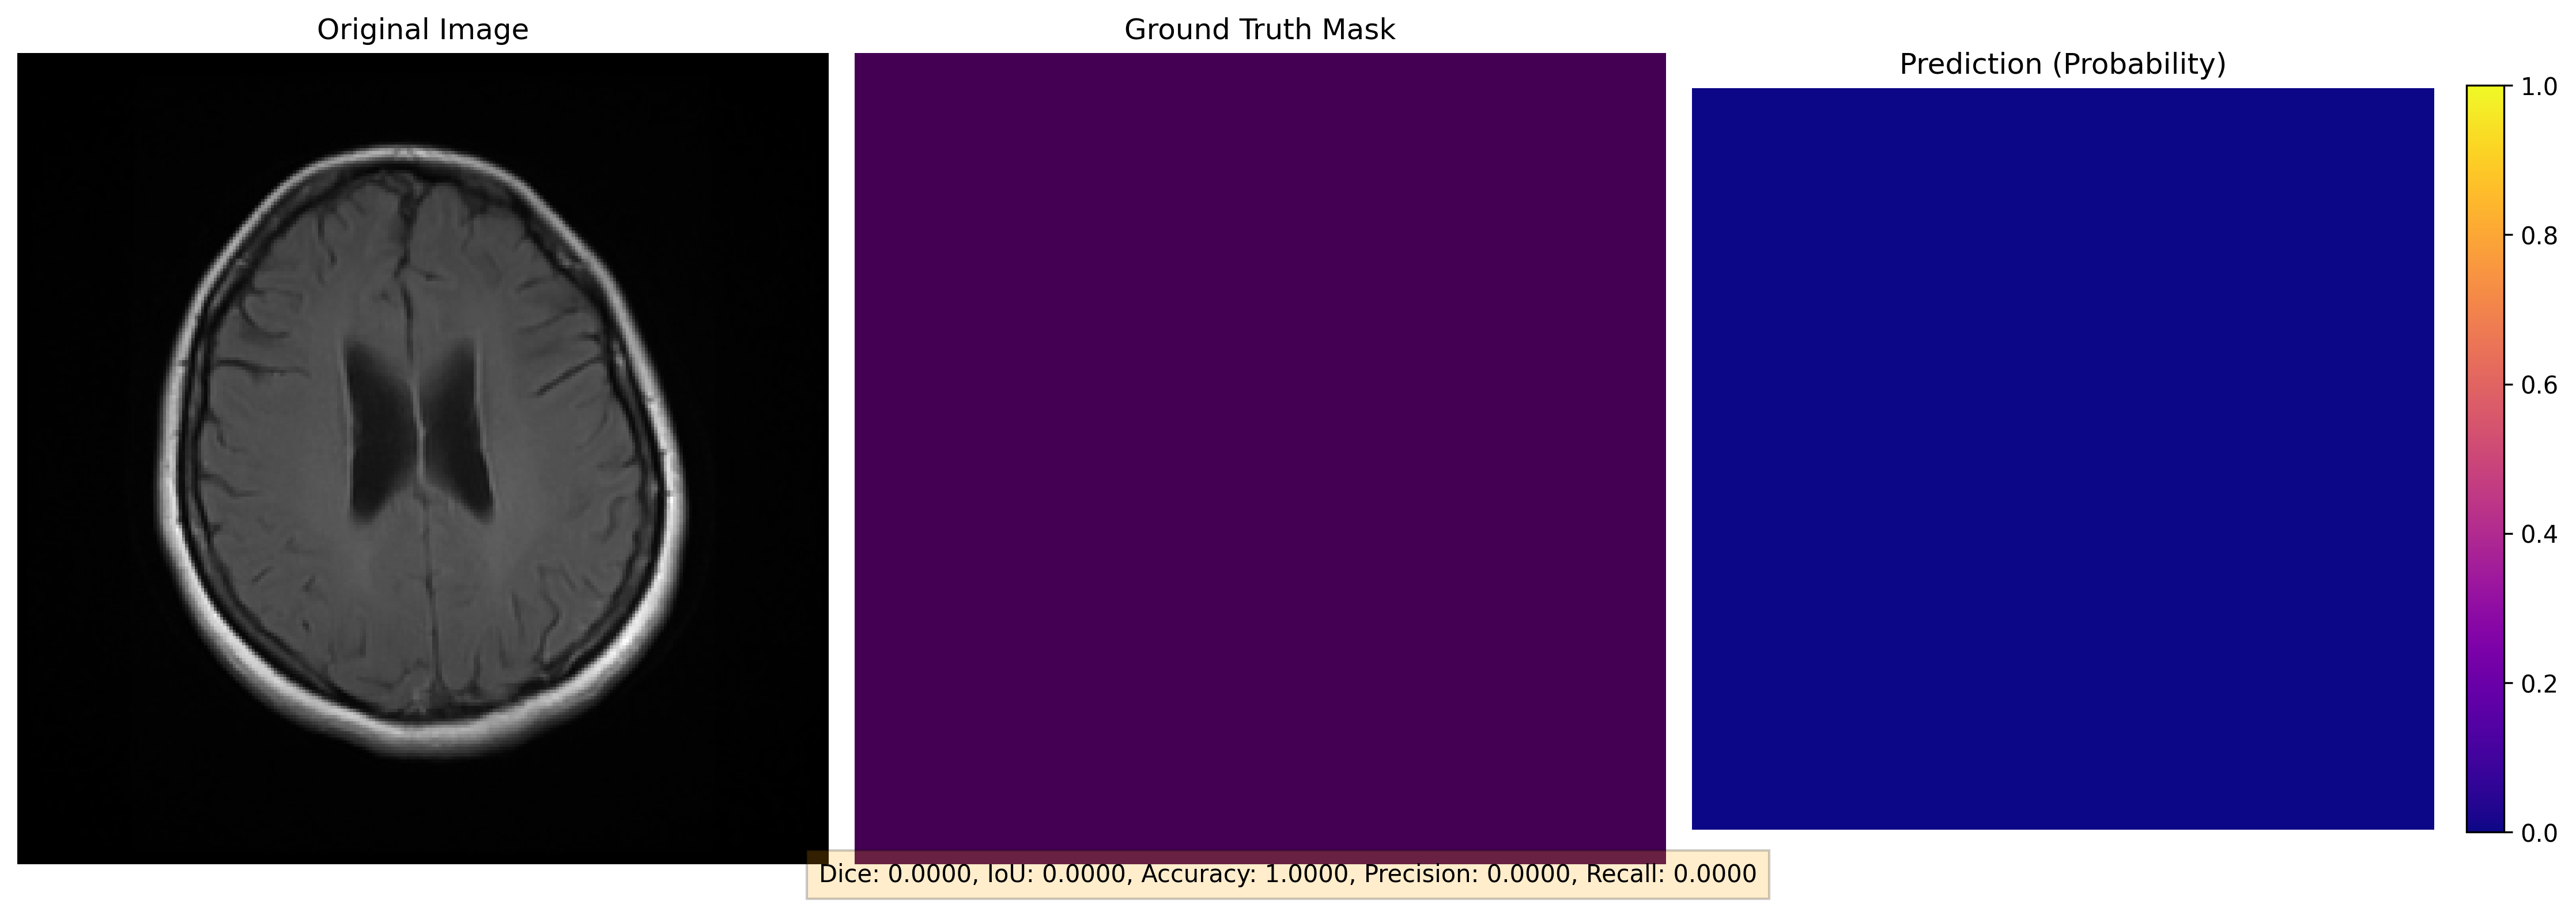 Original Image
Ground Truth Mask
Prediction (Probability)
1.0
0.8
0.6
0.4
0.2
0.0
Dice: 0.0000, IoU: 0.0000, Accuracy: 1.0000, Precision: 0.0000, Recall: 0.0000